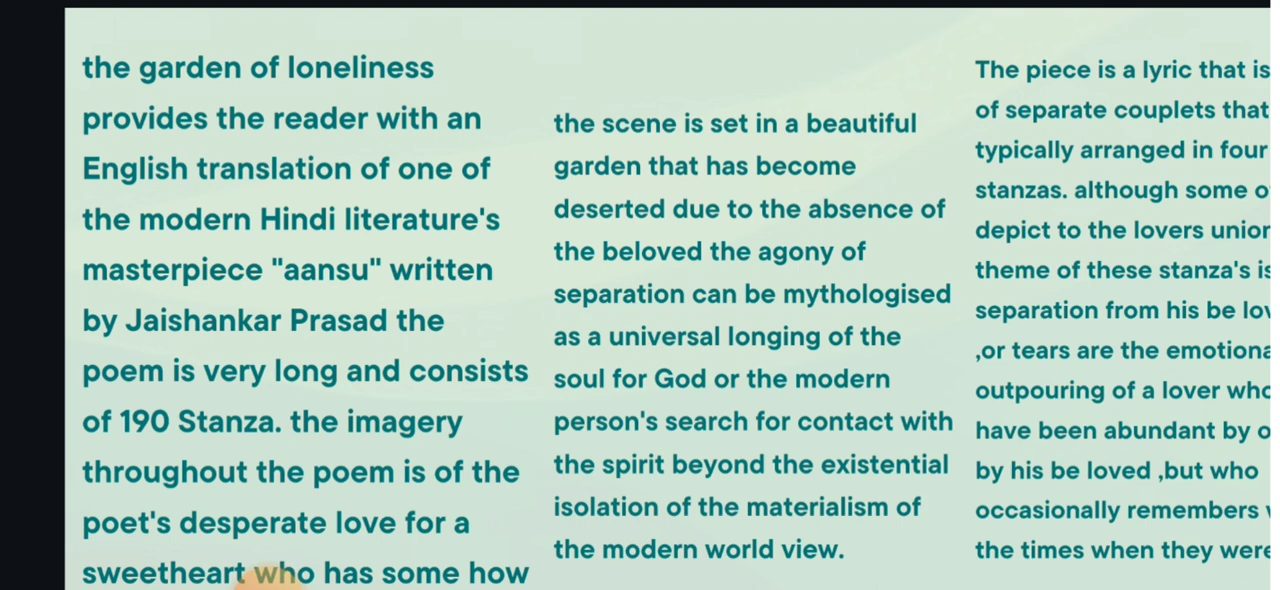 the garden of loneliness
provides the reader with an
English translation of one of
the modern Hindi literature's
masterpiece "aansu" written
by Jaishankar Prasad the
poem is very long and consists
of 190 Stanza. the imagery
throughout the poem is of the
poet's desperate love for a
sweetheart who has some how
the scene is set in a beautiful
garden that has become
deserted due to the absence of
the beloved the agony of
separation can be mythologised
as a universal longing of the
soul for God or the modern
person's search for contact with
the spirit beyond the existential
isolation of the materialism of
the modern world view.
The piece is a lyric that is
of separate couplets that
typically arranged in four
stanzas. although some
depict to the lovers
theme of these stanza's
separation from his be
,or tears are the
outpouring of a lover
have been abundant by
by his be loved ,but who
occasionally remembers
the times when they